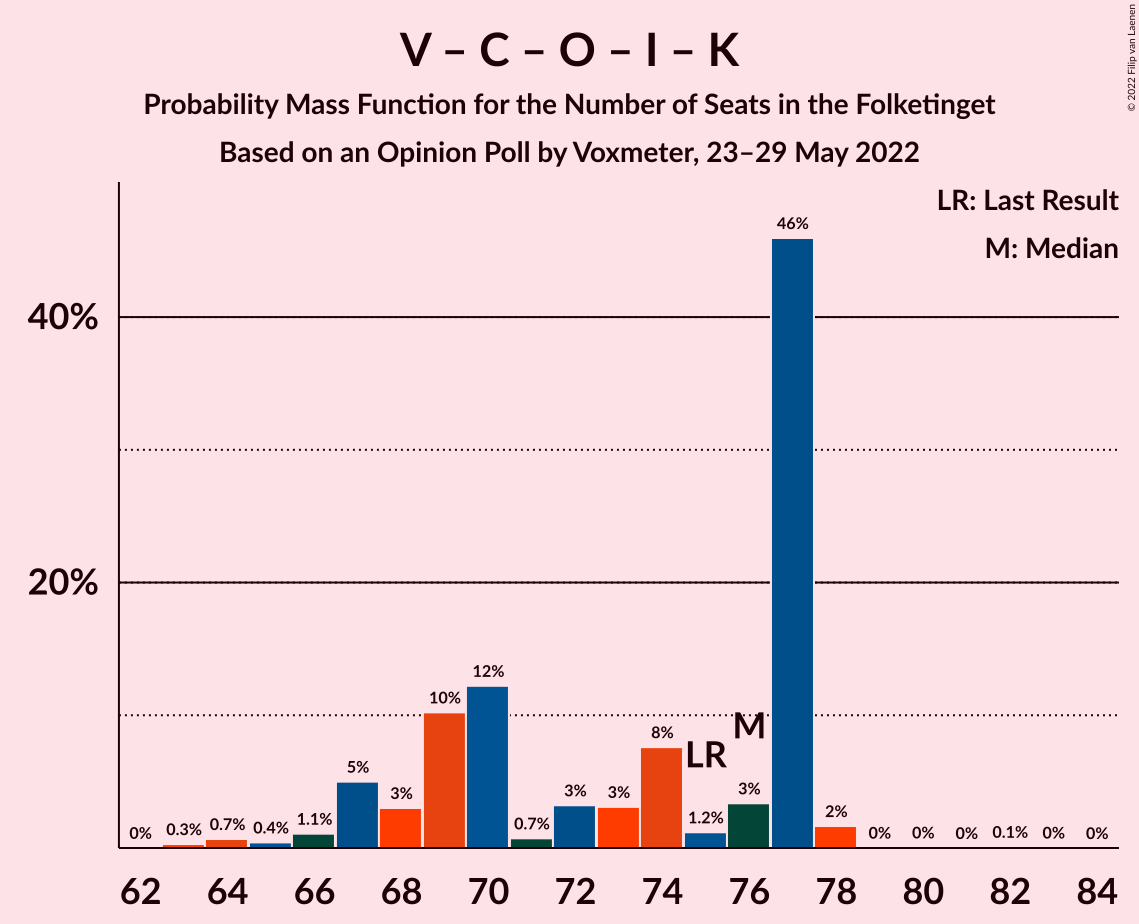 V – C – O – I – K
Probability Mass Function for the Number of Seats in the Folketinget
Based on an Opinion Poll by Voxmeter, 23–29 May 2022
© 2022 Filip van Laenen
LR: Last Result
M: Median
40%
20%
0%
0.3%
0.7%
0.4%
1.1%
5%
3%
10%
12%
0.7%
3%
3%
8%
LR
1.2%
M
3%
46%
2%
0%
0%
0%
0.1%
0%
0%
62 64 66 68 70 72 74 76 78 80 82 84